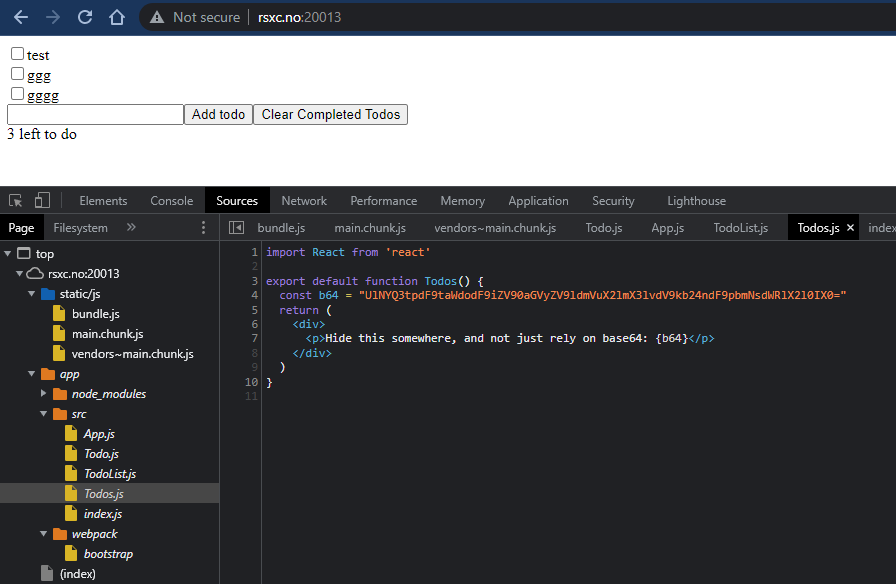 Not secure rsxc.no:20013
test
ggg
gggg
Add todo Clear Completed Todos
3 left to do
Elements Console Sources Network Performance Memory Application Security Lighthouse
Page Filesystem » bundle.js main.chunk.js vendors~main.chunk.js Todo.js App.js TodoList.js Todos.js × index
top
rsxc.no:20013
static/js
bundle.js
main.chunk.js
vendors~main.chunk.js
app
node_modules
src
App.js
Todo.js
TodoList.js
Todos.js
index.js
webpack
bootstrap
(index)
1 import React from 'react'
2
3 export default function Todos() {
4 const b64 = "UlNYQ3tpdF9taWdodF9iZV90aGVyZV9ldmVuX2lmX3lvdV9kb24ndF9pbmNsdWRlX2l0IX0="
5 return (
6 <div>
7 <p>Hide this somewhere, and not just rely on base64: {b64}</p>
8 </div>
9 )
10 }
11